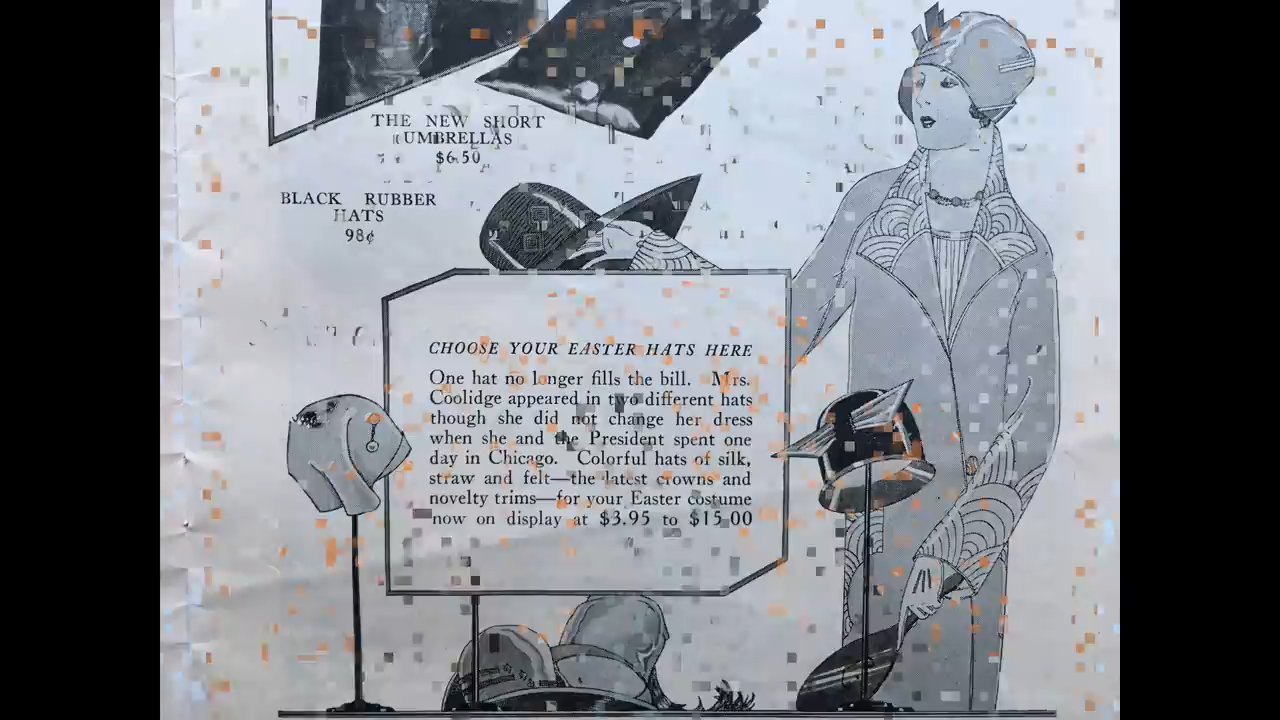 THE NEW SHORT
UMBRELLAS
$6.50
BLACK RUBBER
HATS
98¢
CHOOSE YOUR EASTER HATS HERE
One hat no longer fills the bill. Mrs.
Coolidge appeared in two different hats
though she did not change her dress
when she and the President spent one
day in Chicago. Colorful hats of silk,
straw and felt—the latest crowns and
novelty trims—for your Easter costume
now on display at $3.95 to $15.00